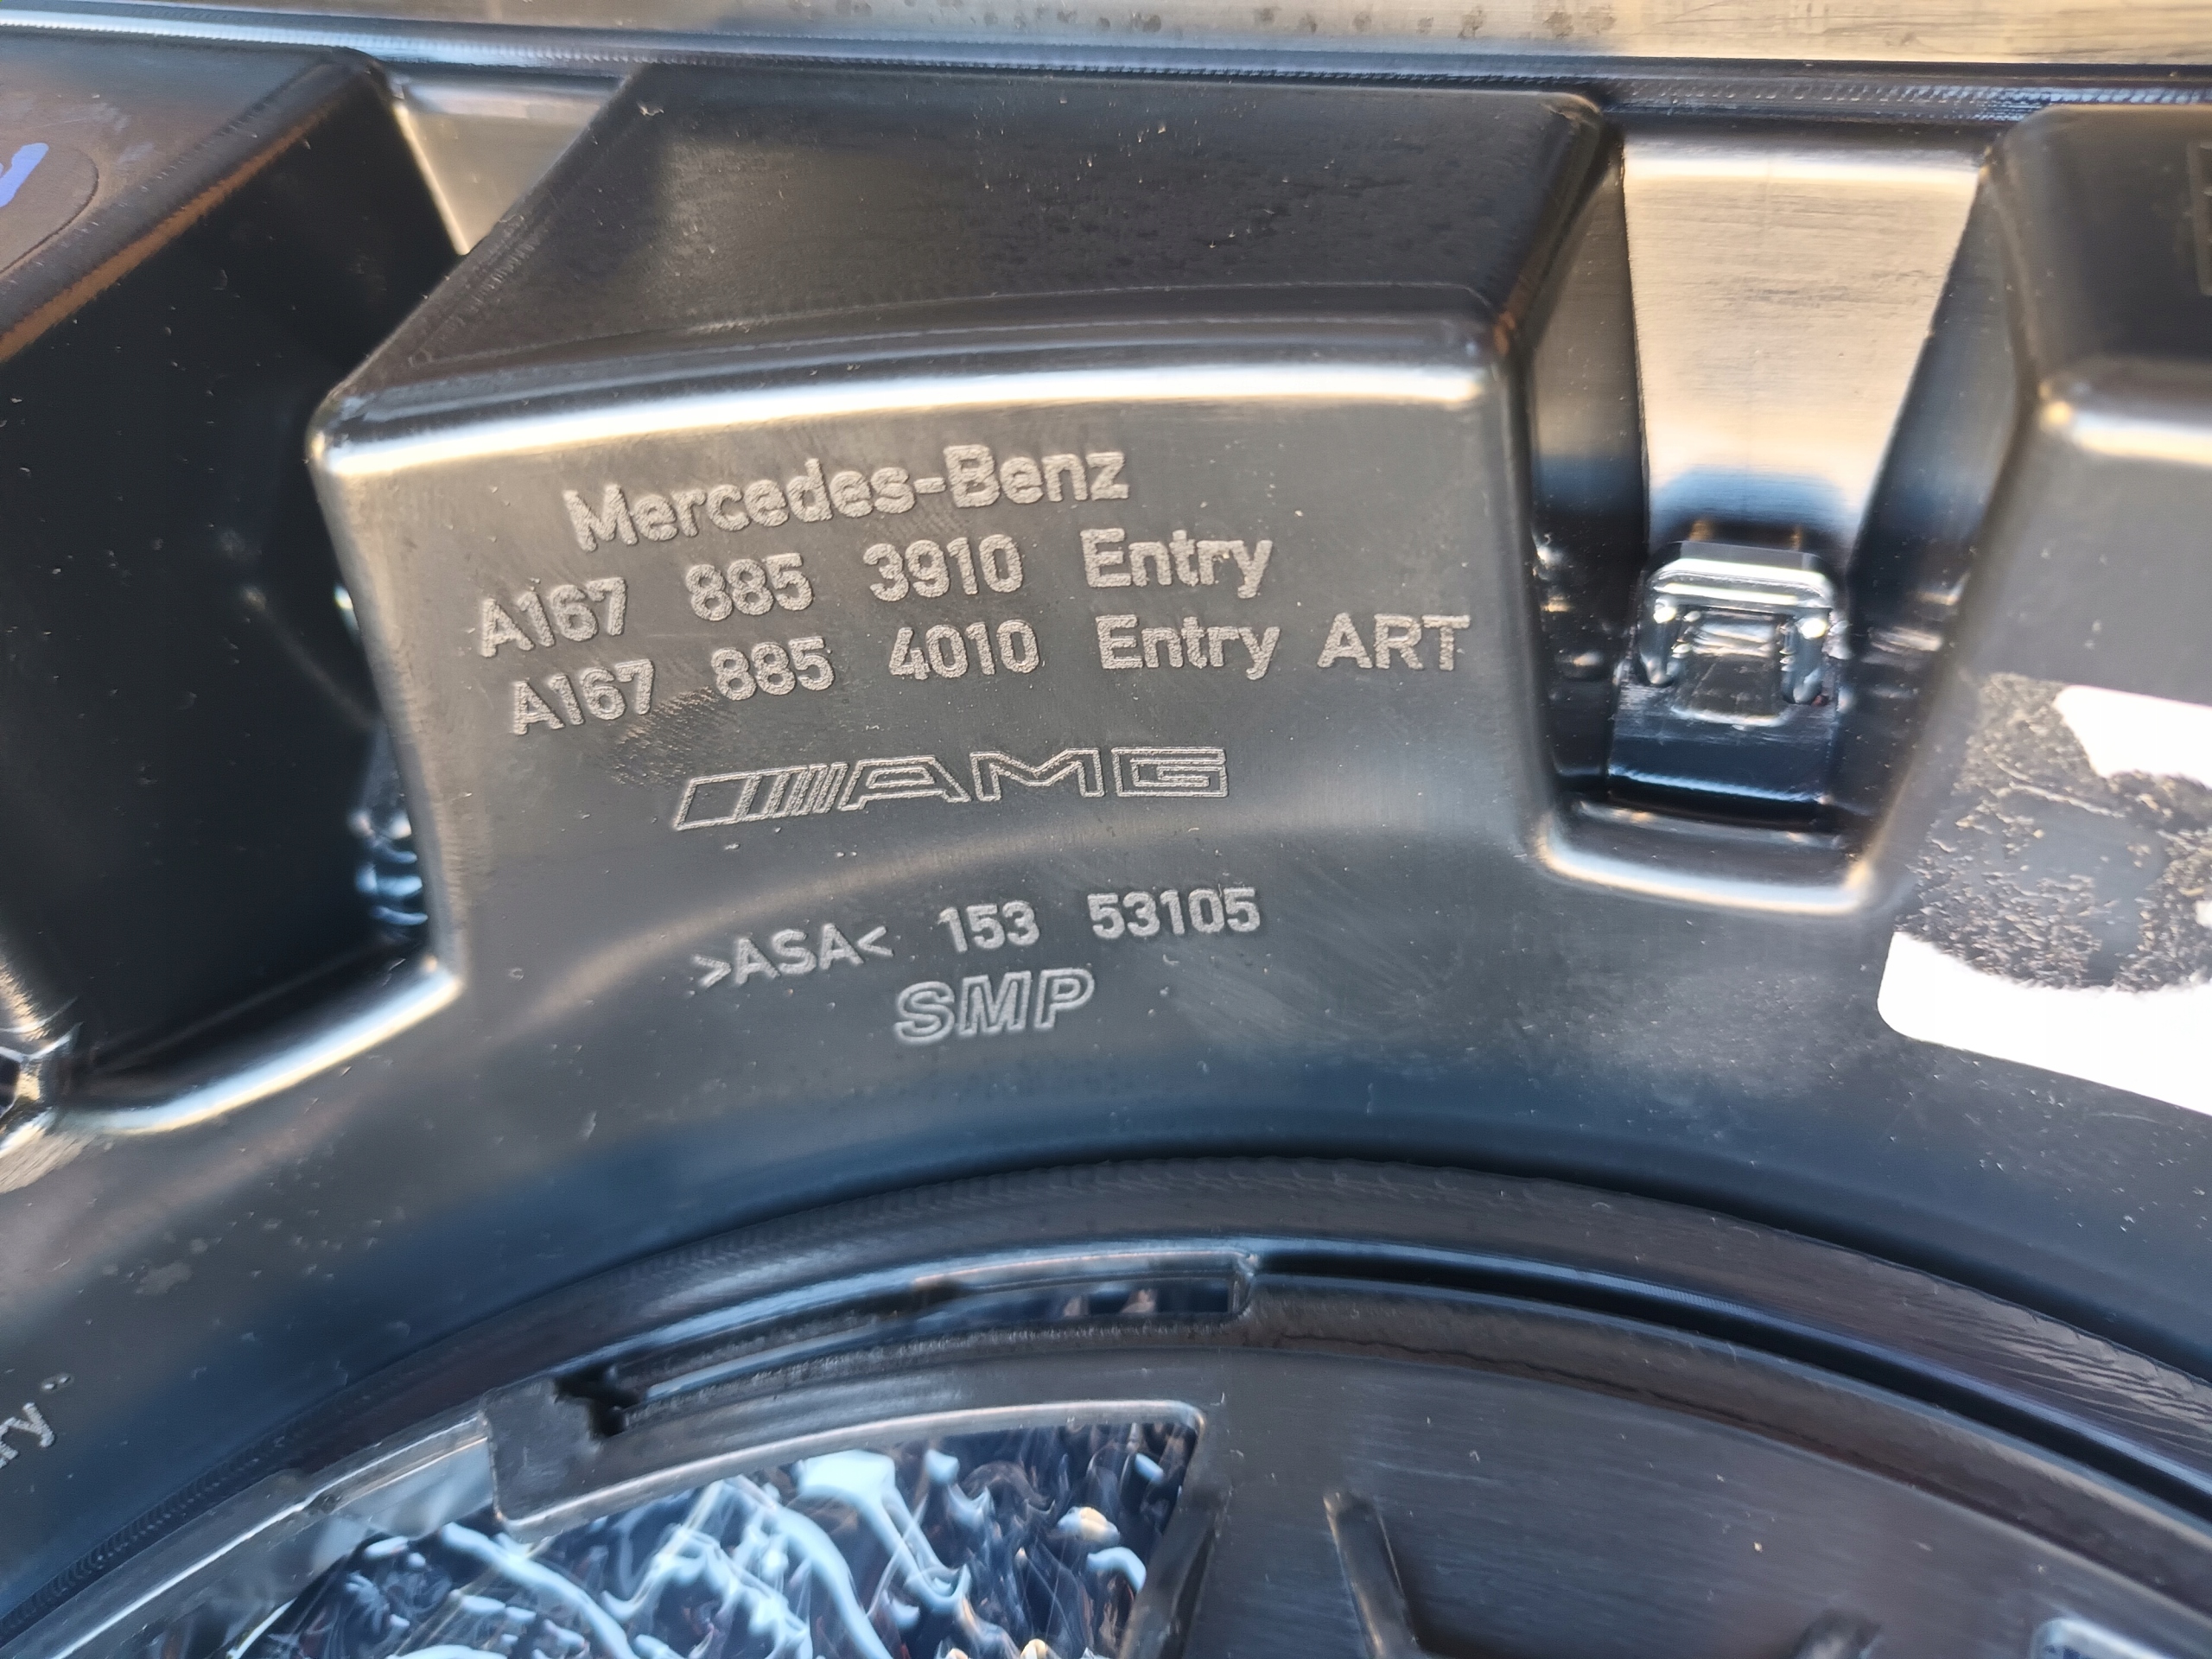 Mercedes-Benz
A167 885 3910 Entry
A167 885 4010 Entry ART
AMG
>ASA< 153 53105
SMP